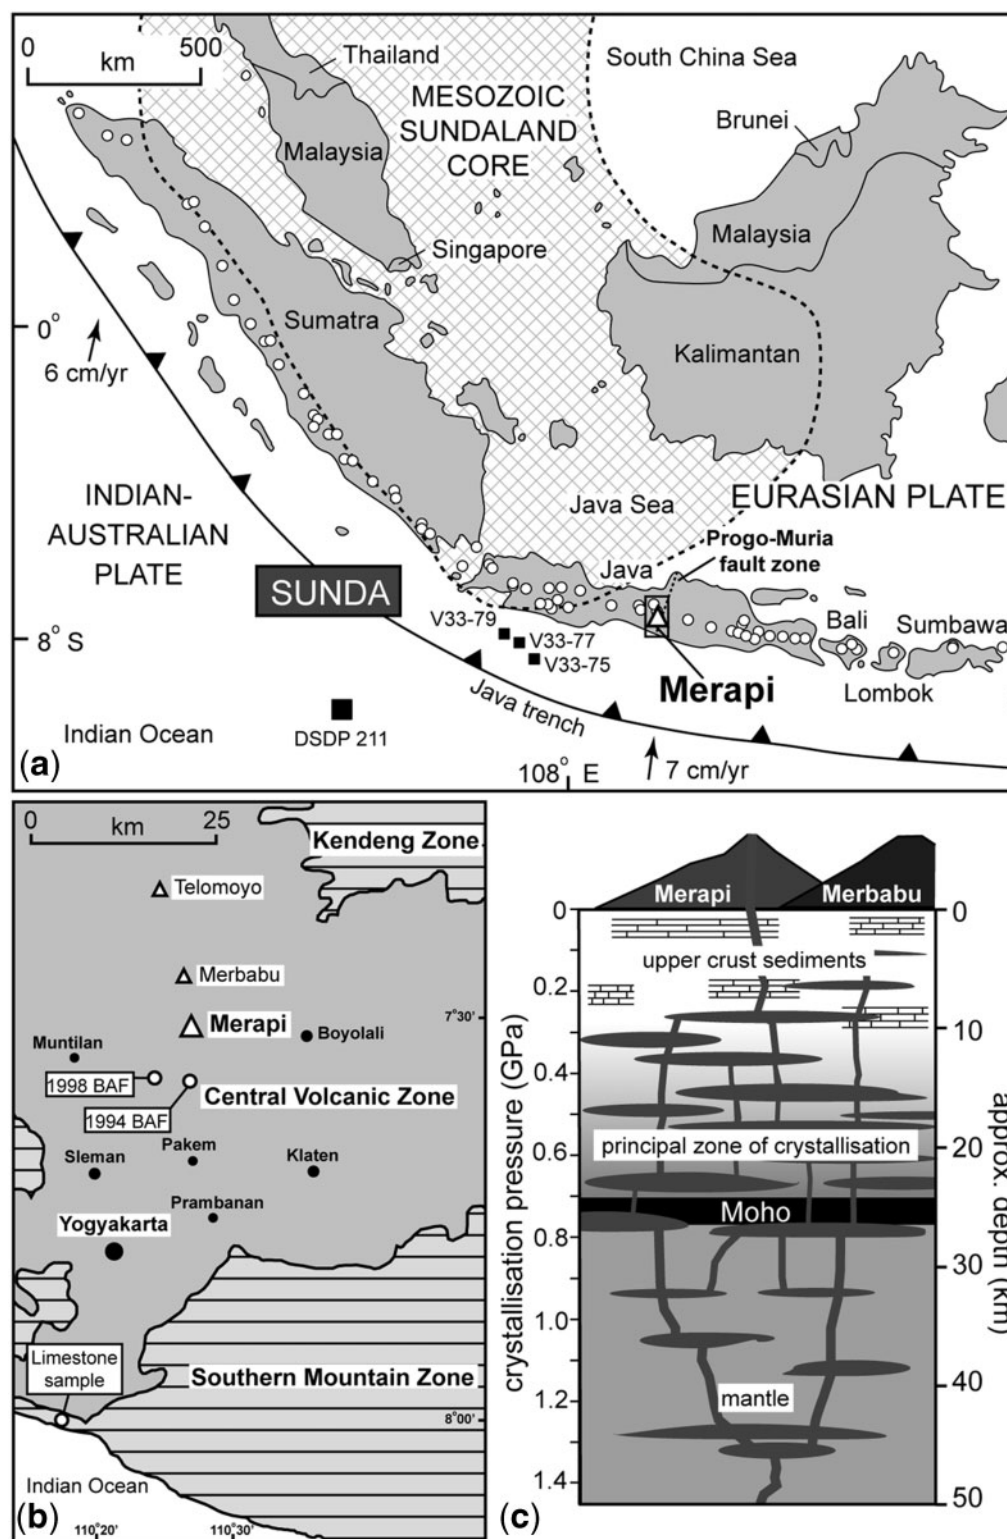 0 500
km
Thailand
South China Sea
MESOZOIC
SUNDALAND
CORE
Brunei
Malaysia
Malaysia
Singapore
Sumatra
0°
6 cm/yr
Kalimantan
INDIAN-
AUSTRALIAN
PLATE
Java Sea
EURASIAN PLATE
Progo-Muria
fault zone
Java
SUNDA
V33-79
V33-77
V33-75
8° S
Bali
Sumbawa
Merapi
Lombok
Java trench
Indian Ocean
DSDP 211
(a)
108° E
7 cm/yr
0 25
km
Kendeng Zone
Telomoyo
Merbabu
Merapi
7°30'
Boyolali
Muntilan
1998 BAF
Central Volcanic Zone
1994 BAF
Pakem
Sleman
Klaten
Prambanan
Yogyakarta
Limestone
sample
Southern Mountain Zone
8°00'
Indian Ocean
(b)
110°20' 110°30'
Merapi Merbabu
0 0
upper crust sediments
0.2
10
0.4
principal zone of crystallisation
20
0.6
Moho
0.8
30
1.0
mantle
40
1.2
1.4
50
crystallisation pressure (GPa)
approx. depth (km)
(c)